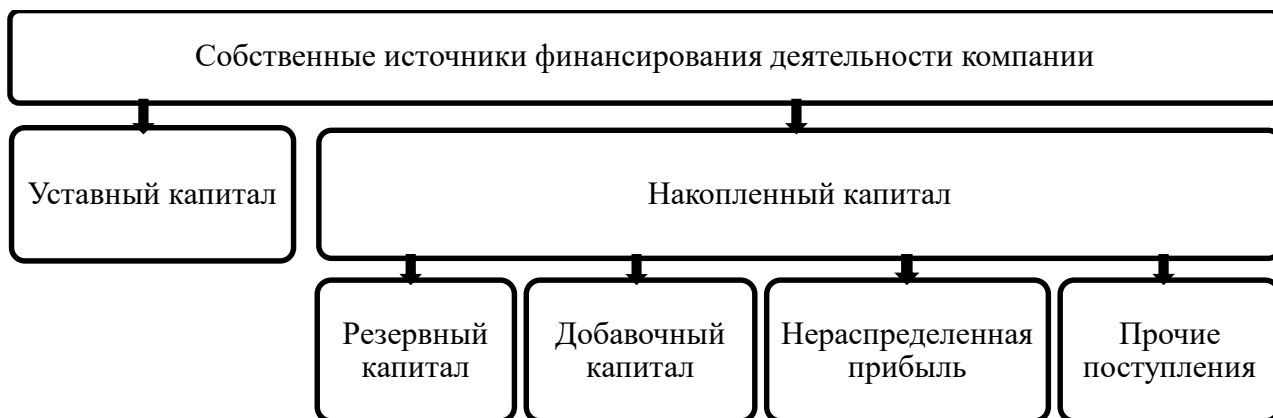 Собственные источники финансирования деятельности компании
Уставный капитал
Накопленный капитал
Резервный
капитал
Добавочный
капитал
Нераспределенная
прибыль
Прочие
поступления